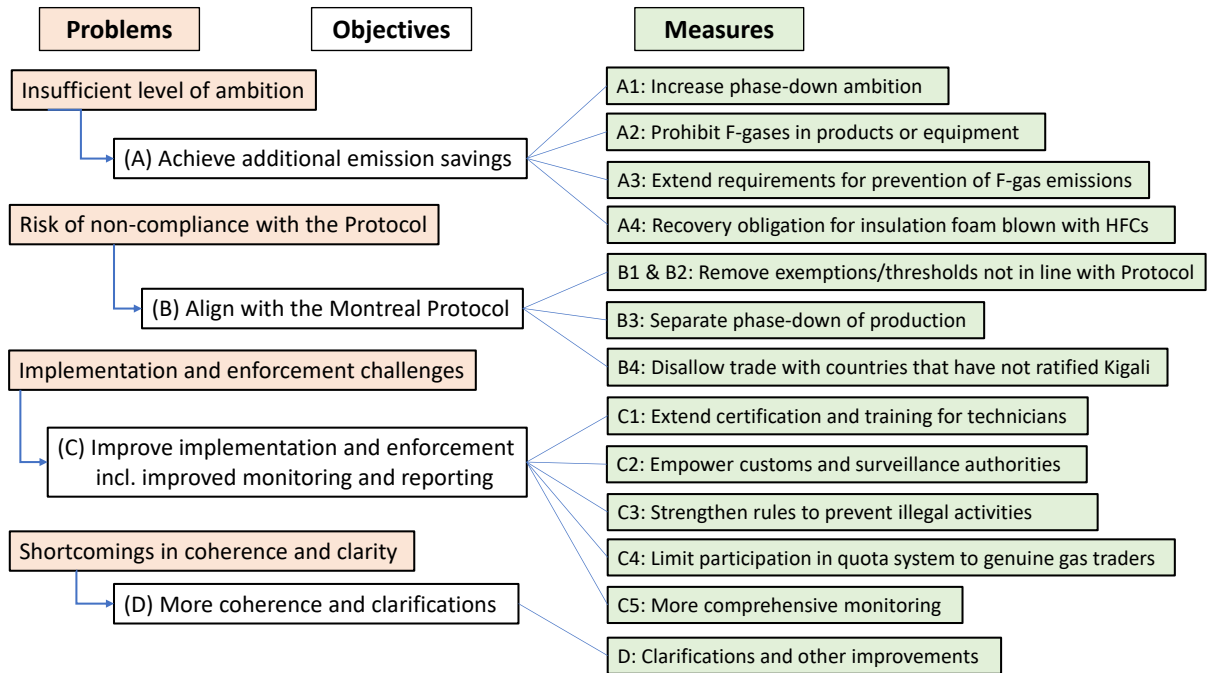 Problems
Objectives
Measures
Insufficient level of ambition
(A) Achieve additional emission savings
A1: Increase phase-down ambition
A2: Prohibit F-gases in products or equipment
A3: Extend requirements for prevention of F-gas emissions
A4: Recovery obligation for insulation foam blown with HFCs
Risk of non-compliance with the Protocol
(B) Align with the Montreal Protocol
B1 & B2: Remove exemptions/thresholds not in line with Protocol
B3: Separate phase-down of production
B4: Disallow trade with countries that have not ratified Kigali
Implementation and enforcement challenges
(C) Improve implementation and enforcement
incl. improved monitoring and reporting
C1: Extend certification and training for technicians
C2: Empower customs and surveillance authorities
C3: Strengthen rules to prevent illegal activities
C4: Limit participation in quota system to genuine gas traders
C5: More comprehensive monitoring
Shortcomings in coherence and clarity
(D) More coherence and clarifications
D: Clarifications and other improvements